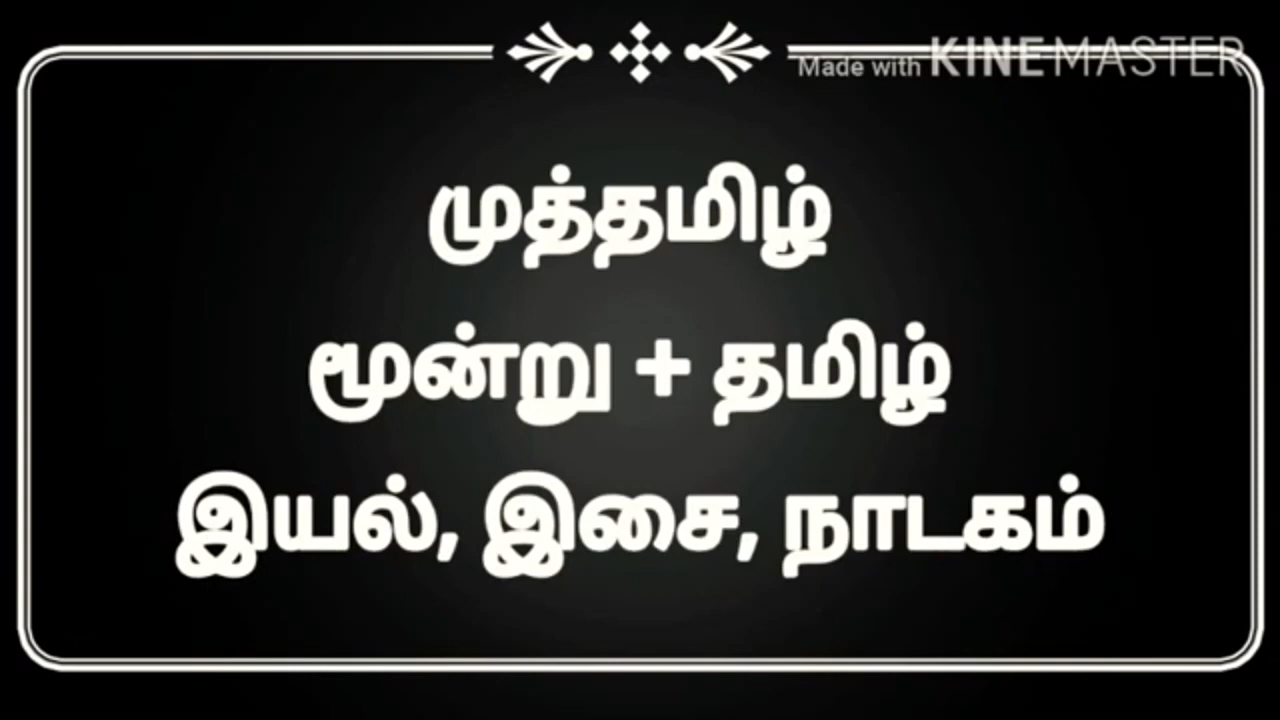 Made with KINEMASTER
முத்தமிழ்
மூன்று + தமிழ்
இயல், இசை, நாடகம்